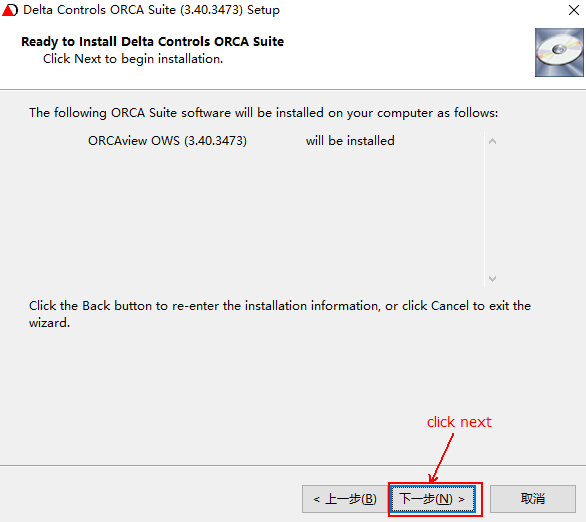 Delta Controls ORCA Suite (3.40.3473) Setup
Ready to Install Delta Controls ORCA Suite
Click Next to begin installation.
The following ORCA Suite software will be installed on your computer as follows:
ORCAview OWS (3.40.3473) will be installed
Click the Back button to re-enter the installation information, or click Cancel to exit the
wizard.
click next
< 上一步(B) 下一步(N) > 取消